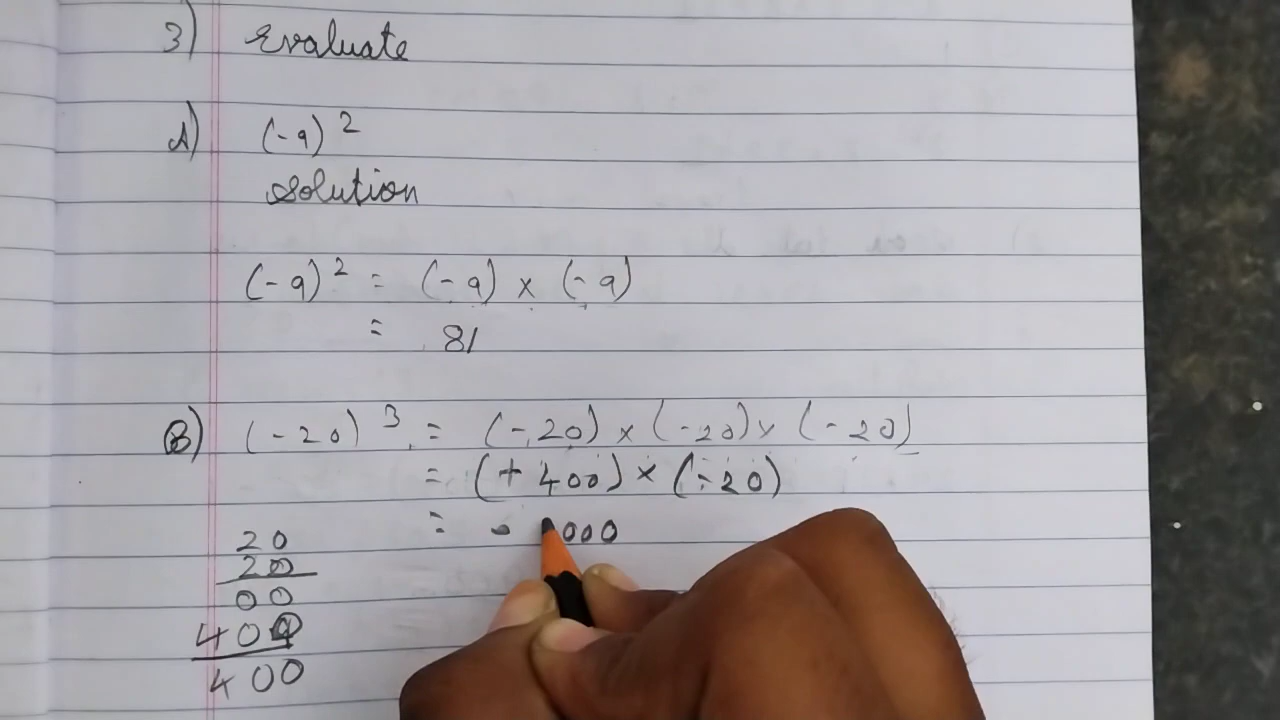 3) Evaluate
A) (-9)²
Solution
(-9)² = (-9) × (-9)
= 81
B) (-20)³ = (-20) × (-20) × (-20)
= (+400) × (-20)
= - 000
20
20
00
400
400